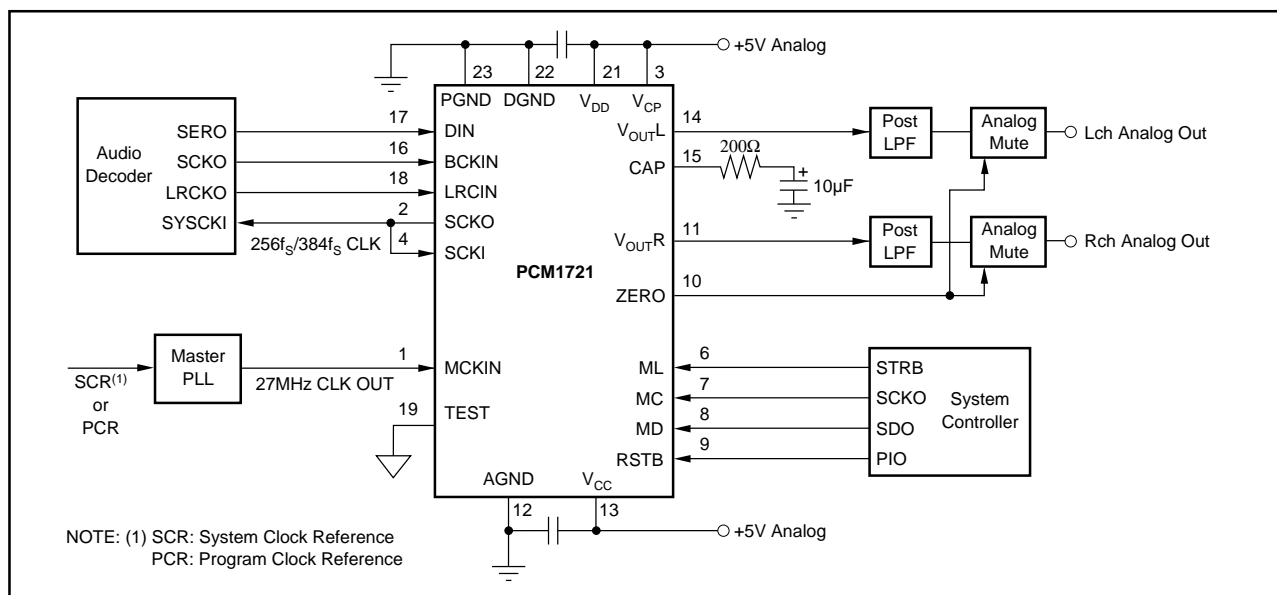 +5V Analog
23 22 21 3
PGND DGND VDD VCP
Audio Decoder
SERO
SCKO
LRCKO
SYSCKI
17
16
18
2
4
256fS/384fS CLK
DIN
BCKIN
LRCIN
SCKO
SCKI
PCM1721
VOUTL
CAP
VOUTR
ZERO
14
15
11
10
200Ω
+
10µF
Post LPF
Analog Mute
Lch Analog Out
Post LPF
Analog Mute
Rch Analog Out
SCR(1)
or
PCR
Master PLL
27MHz CLK OUT
1
MCKIN
19
TEST
ML
MC
MD
RSTB
6
7
8
9
STRB
SCKO
SDO
PIO
System Controller
AGND VCC
12 13
+5V Analog
NOTE: (1) SCR: System Clock Reference
PCR: Program Clock Reference